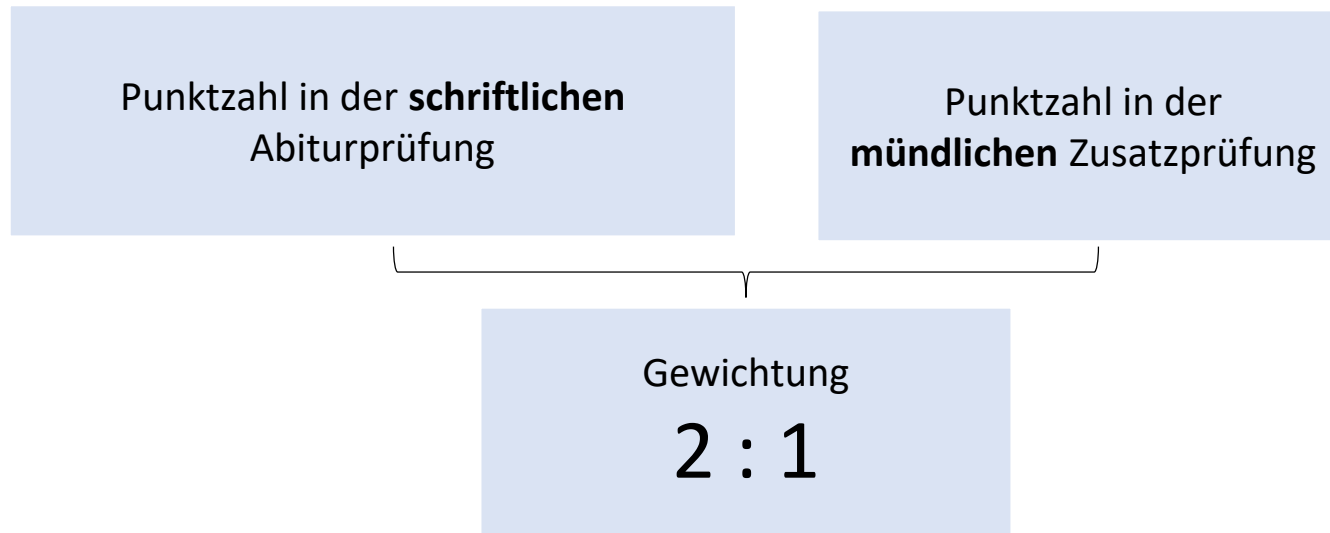 Punktzahl in der schriftlichen
Abiturprüfung
Punktzahl in der
mündlichen Zusatzprüfung
Gewichtung
2 : 1